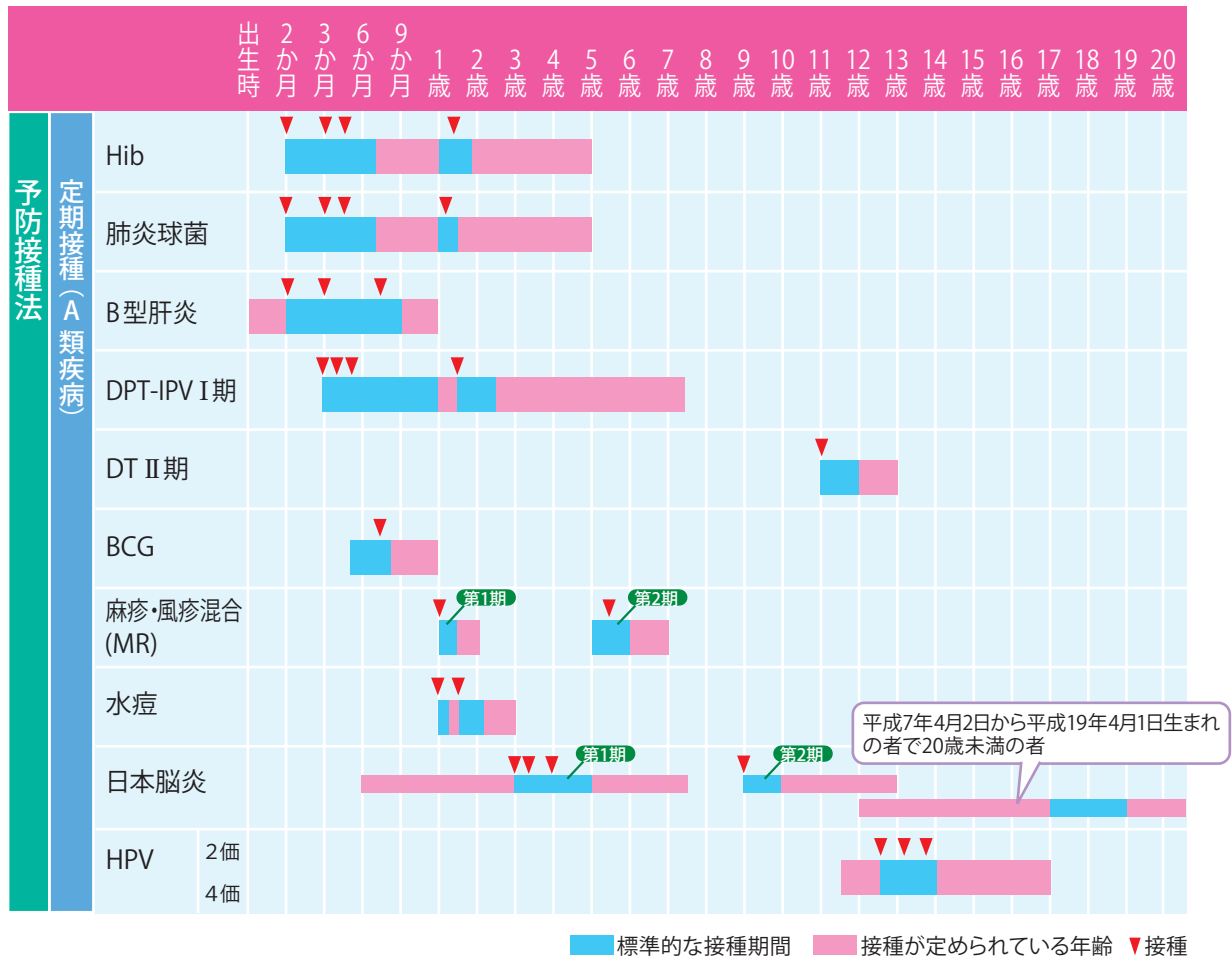 出生時 2か月 3か月 6か月 9か月 1歳 2歳 3歳 4歳 5歳 6歳 7歳 8歳 9歳 10歳 11歳 12歳 13歳 14歳 15歳 16歳 17歳 18歳 19歳 20歳
予防接種法
定期接種(A類疾病)
Hib
肺炎球菌
B型肝炎
DPT-IPV I期
DT II期
BCG
麻疹・風疹混合
(MR)
第1期
第2期
水痘
平成7年4月2日から平成19年4月1日生まれ
の者で20歳未満の者
日本脳炎
第1期
第2期
HPV
2価
4価
標準的な接種期間 接種が定められている年齢 接種